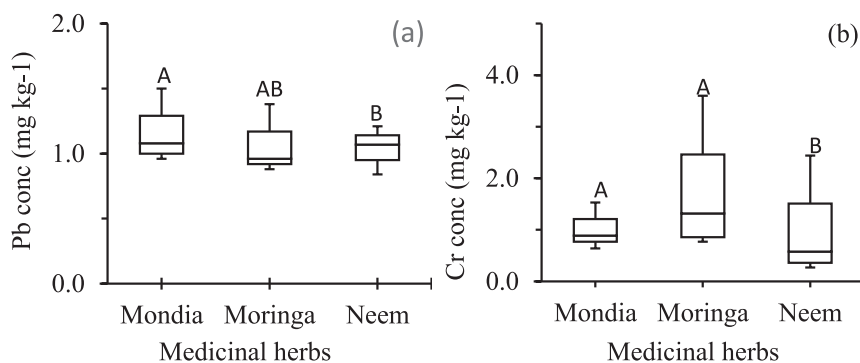 (a)
Pb conc (mg kg-1)
2.0
1.0
0.0
A
AB
B
Mondia Moringa Neem
Medicinal herbs
(b)
Cr conc (mg kg-1)
4.0
2.0
0.0
A
A
B
Mondia Moringa Neem
Medicinal herbs